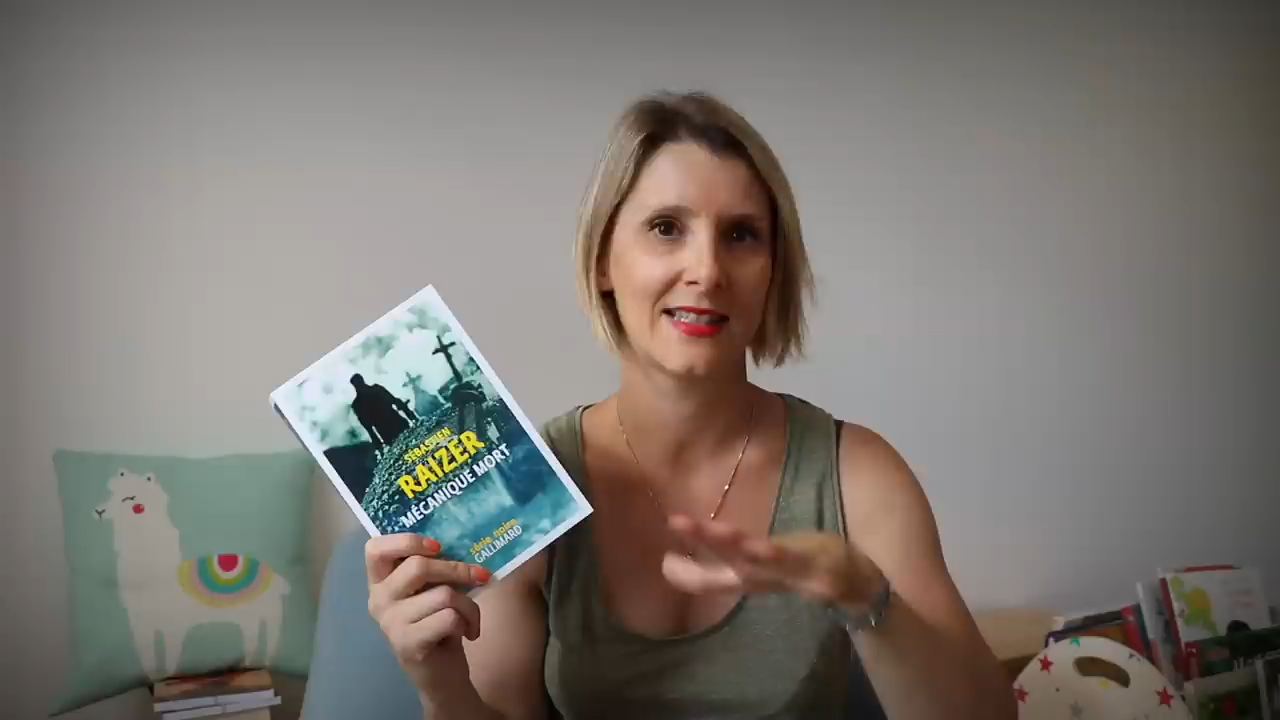 SÉBASTIEN
RAIZER
MÉCANIQUE MORT
série noire
GALLIMARD